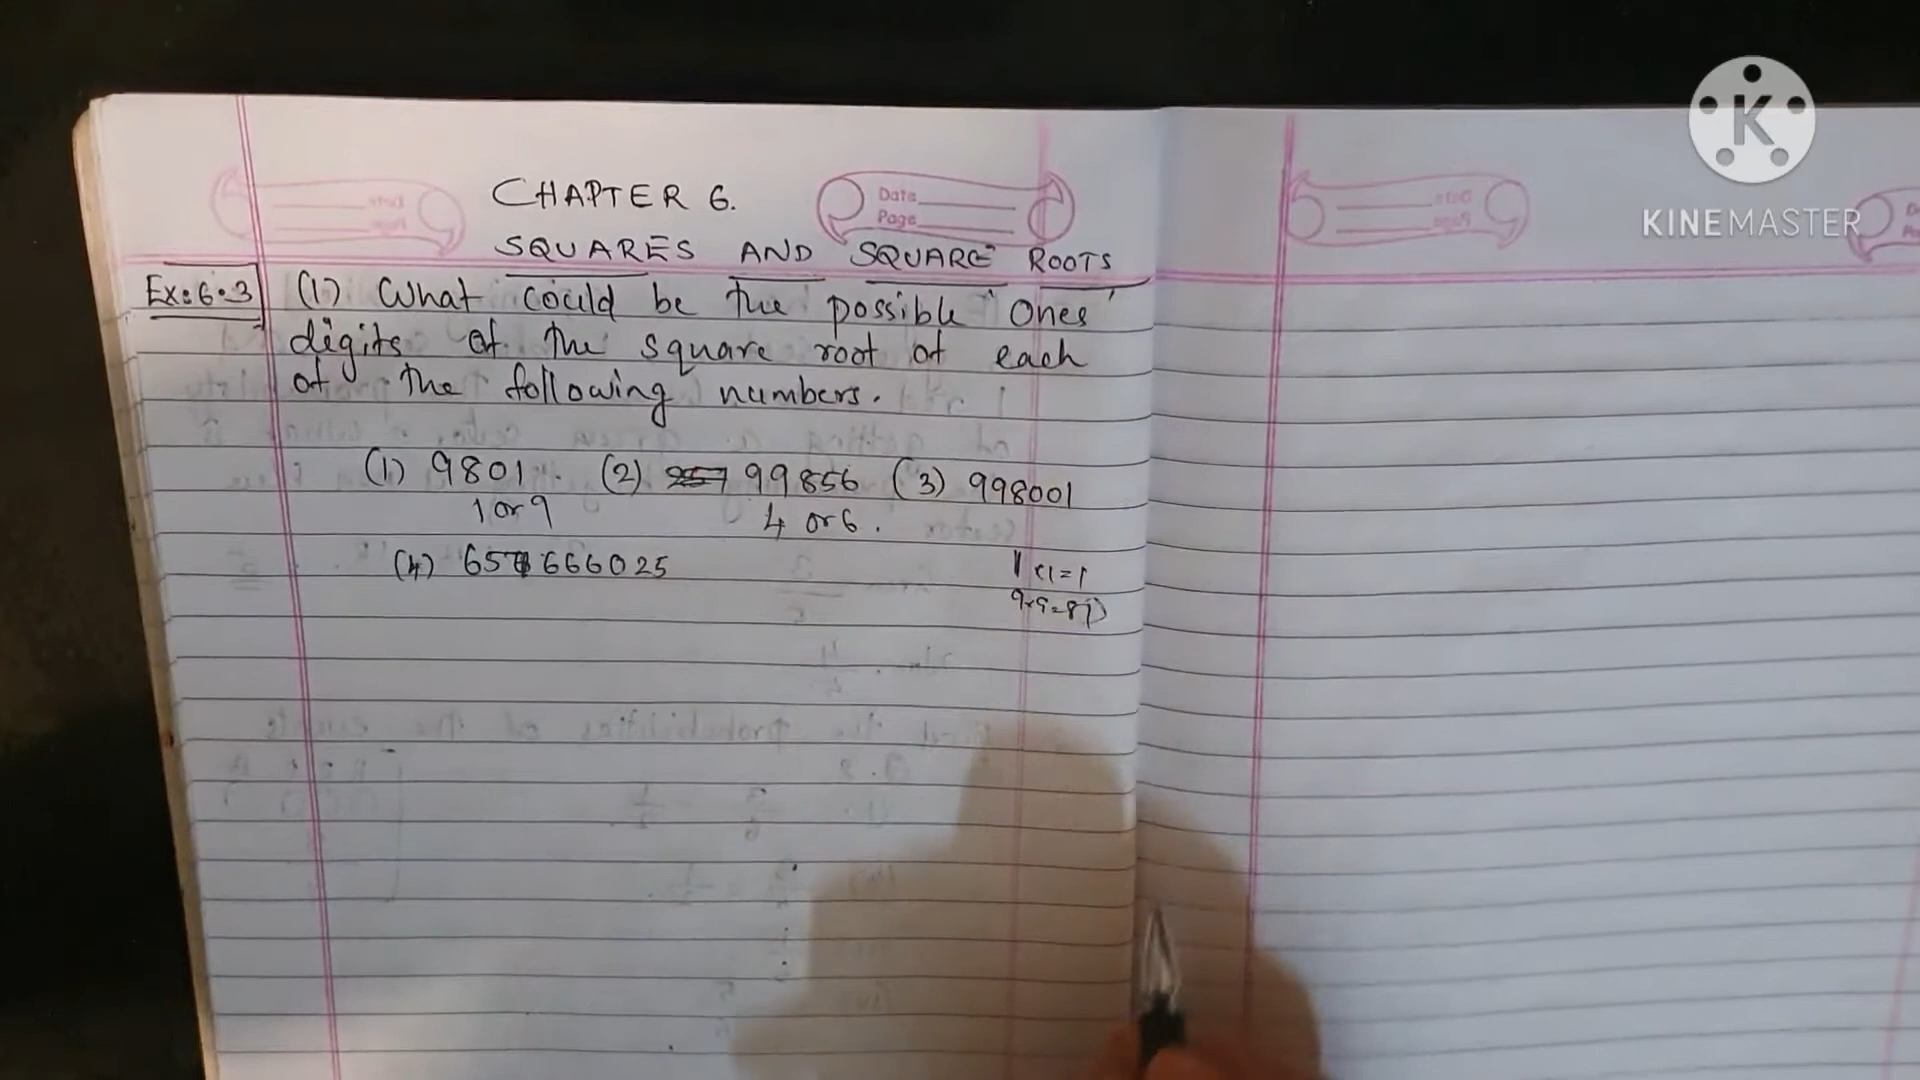 K
KINEMASTER
Date
Page
CHAPTER 6.
SQUARES AND SQUARE ROOTS
Ex:6.3 (1) What could be the possible 'Ones'
digits of the square root of each
of the following numbers.
(1) 9801. (2) 99856 (3) 998001
1 or 9 4 or 6.
(4) 657666025
1×1=1
9×9=81